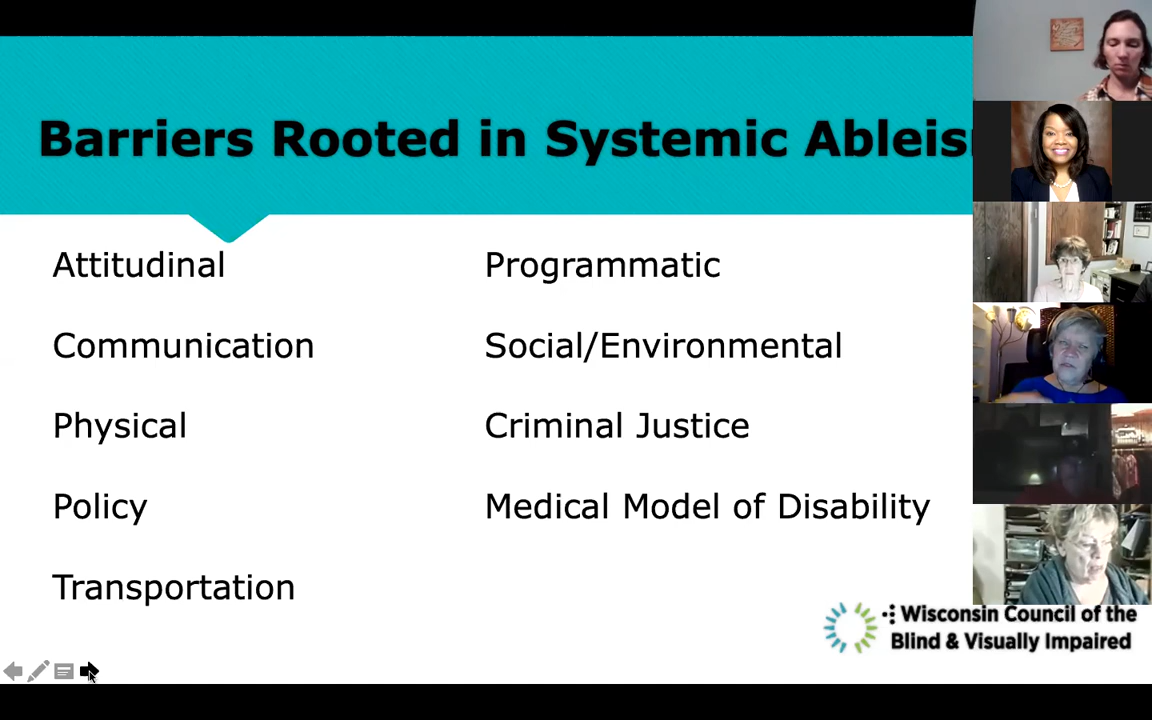 Barriers Rooted in Systemic Ableis
Attitudinal
Communication
Physical
Policy
Transportation
Programmatic
Social/Environmental
Criminal Justice
Medical Model of Disability
Wisconsin Council of the
Blind & Visually Impaired